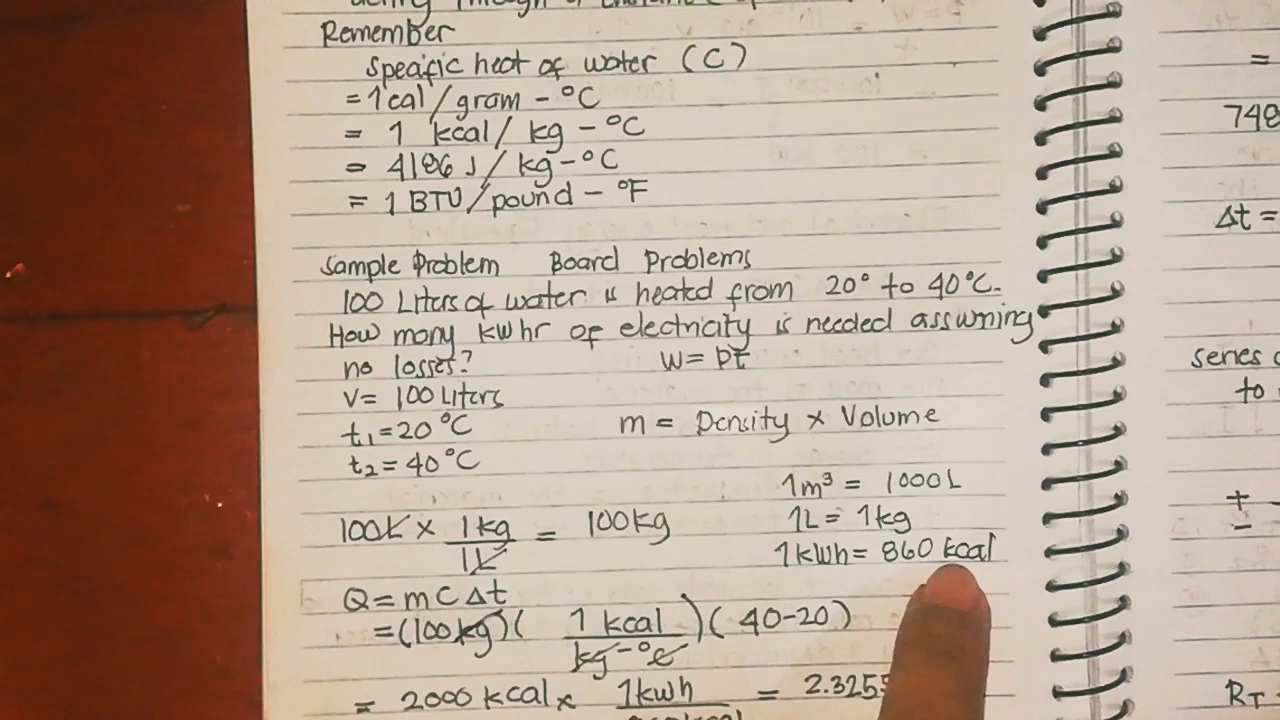 Remember
Specific heat of water (C)
= 1 cal/gram - °C
= 1 kcal/kg - °C
= 4186 J/kg - °C
= 1 BTU/pound - °F
Sample Problem Board Problems
100 Liters of water is heated from 20° to 40°C.
How many kwhr of electricity is needed assuming
no losses? W = Pt
V = 100 Liters
t₁ = 20°C m = Density x Volume
t₂ = 40°C
1m³ = 1000L
100L x 1kg/1L = 100kg 1L = 1kg
1kwh = 860 kcal
Q = mCΔt
= (100kg)(1 kcal/kg-°C)(40-20)
= 2000 kcal x 1kwh = 2.325
=
748
Δt =
series
to
+
-
R_T